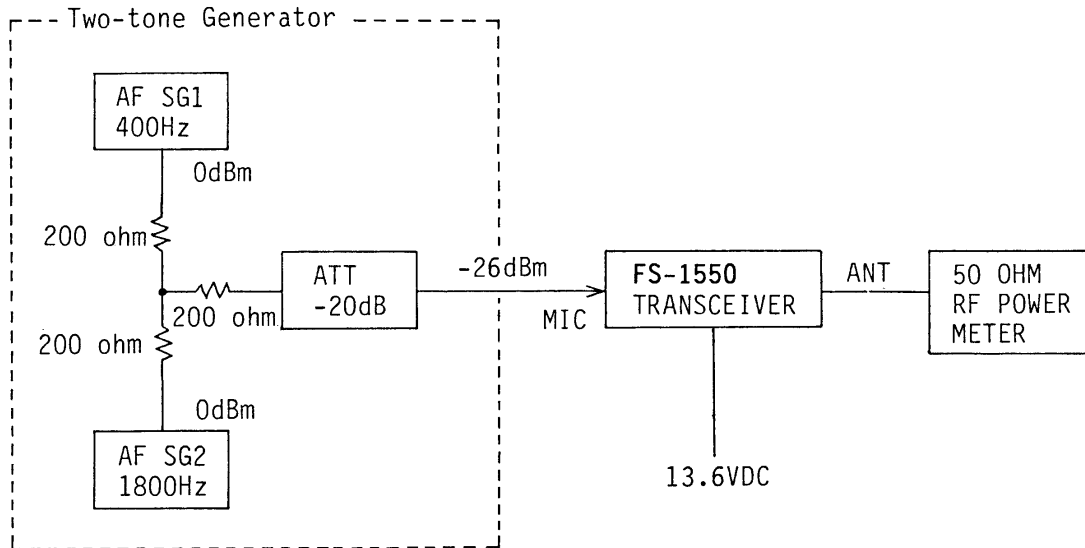 Two-tone Generator
AF SG1
400Hz
0dBm
200 ohm
200 ohm
ATT
-20dB
-26dBm
MIC
FS-1550
TRANSCEIVER
ANT
50 OHM
RF POWER
METER
200 ohm
0dBm
AF SG2
1800Hz
13.6VDC